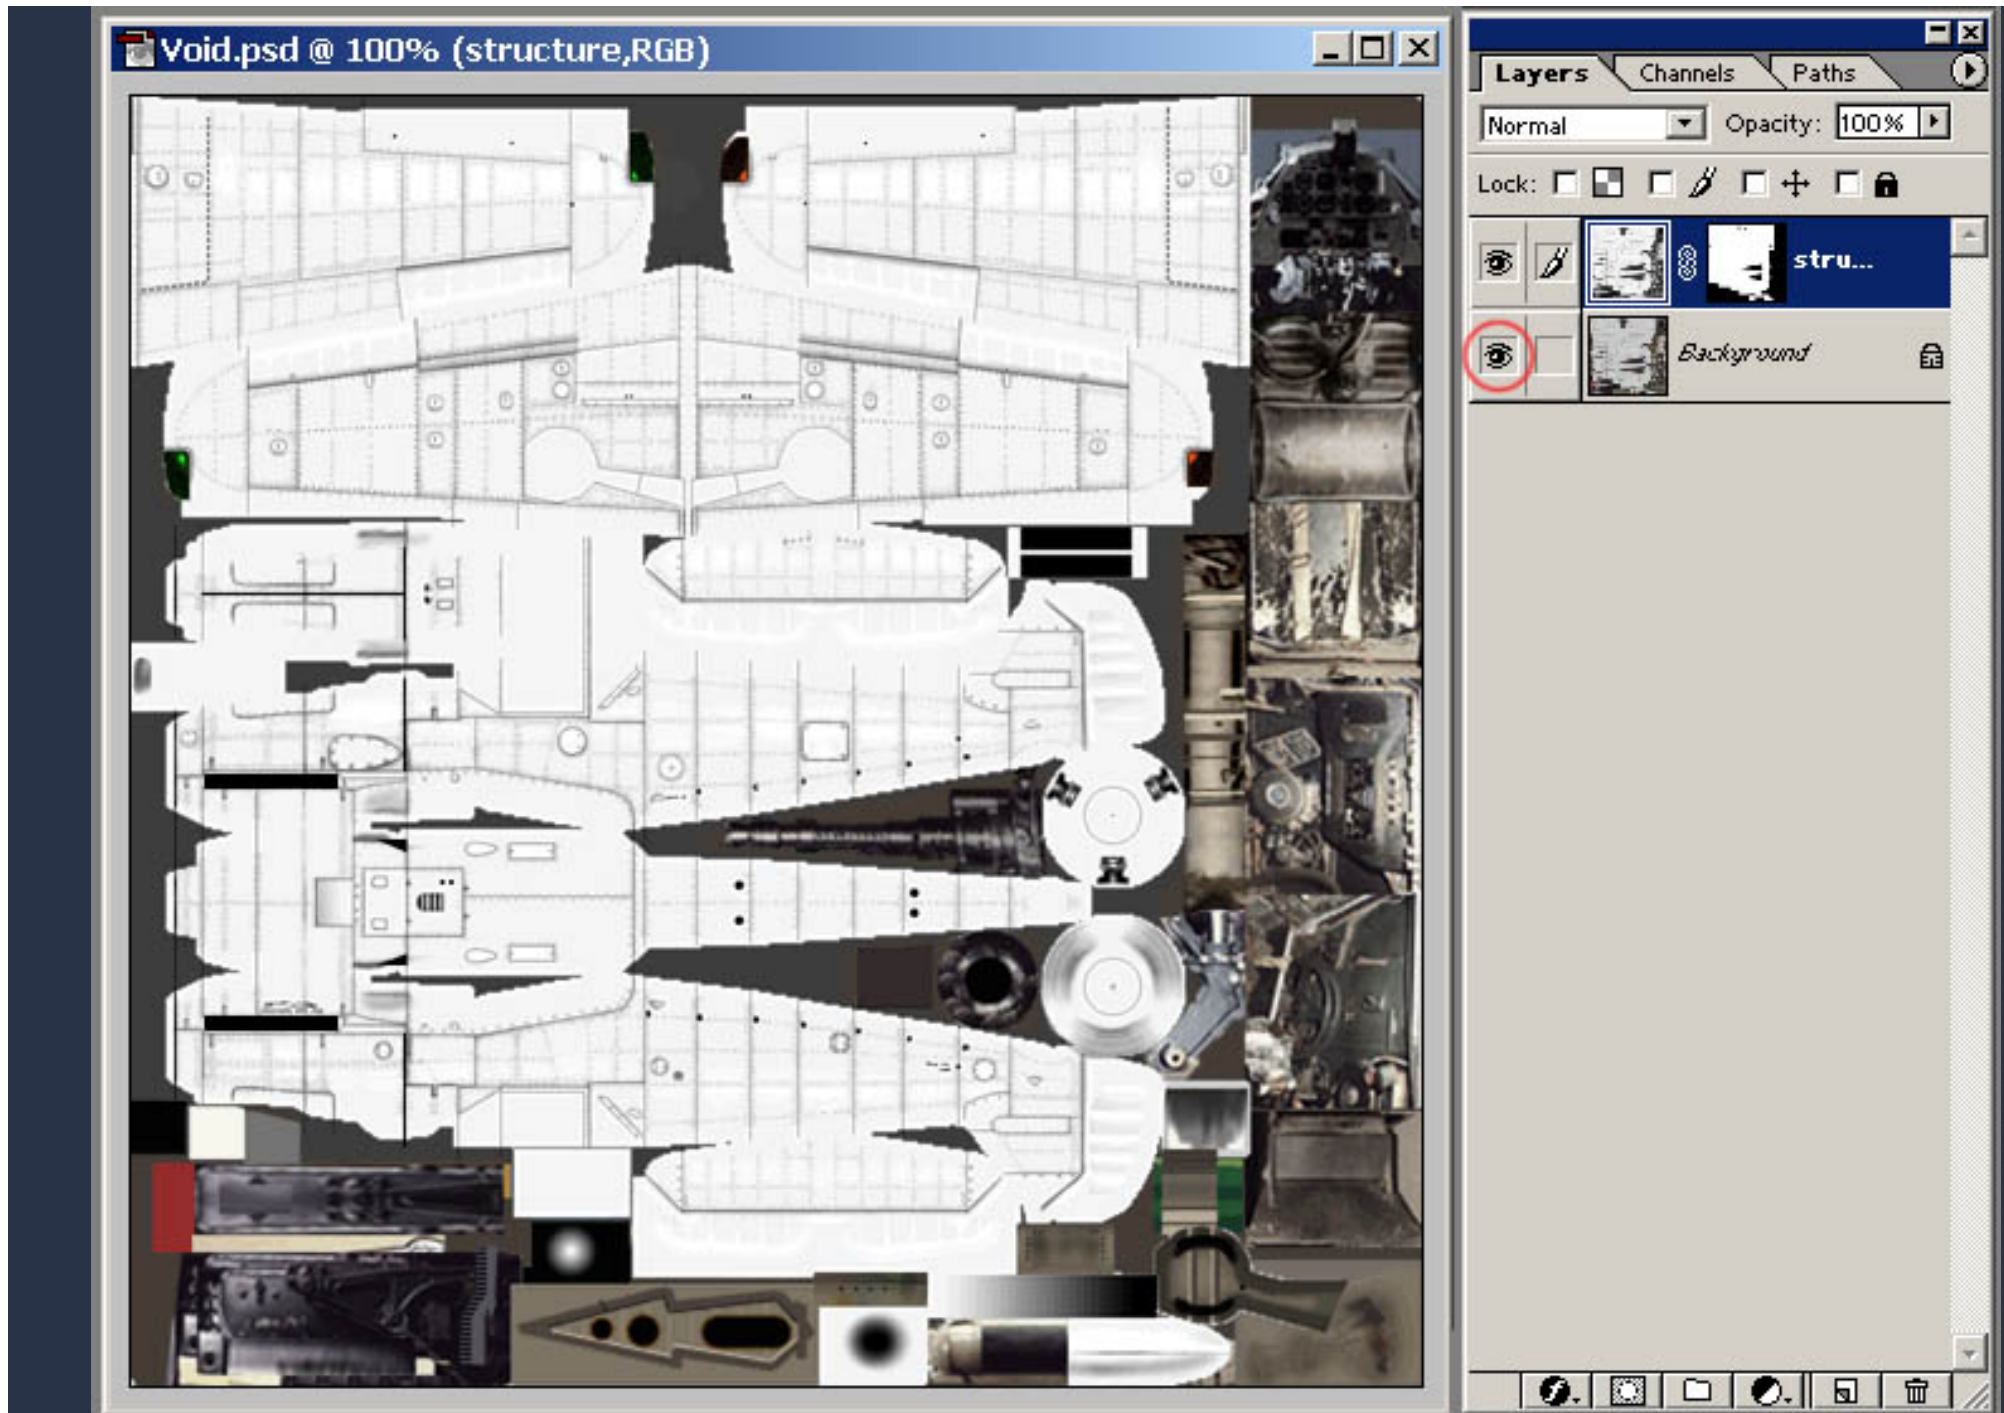 Void.psd @ 100% (structure,RGB)
Layers
Channels
Paths
Normal
Opacity: 100%
Lock:
stru...
Background